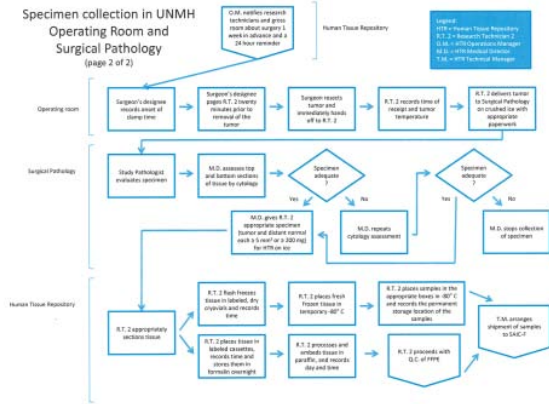 Specimen collection in UNMH
Operating Room and
Surgical Pathology
(page 2 of 2)
O.M. notifies research
technicians and gross
room about surgery 1
week in advance and a
24 hour reminder
Human Tissue Repository
Legend:
HTR = Human Tissue Repository
R.T. 2 = Research Technician 2
O.M. = HTR Operations Manager
M.D. = HTR Medical Director
T.M. = HTR Technical Manager
Operating room
Surgeon's designee
records onset of
clamp time
Surgeon's designee
pages R.T. 2 twenty
minutes prior to
removal of the
tumor
Surgeon resects
tumor and
immediately hands
off to R.T. 2
R.T. 2 records time of
receipt and tumor
temperature
R.T. 2 delivers tumor
to Surgical Pathology
on crushed ice with
appropriate
paperwork
Surgical Pathology
Study Pathologist
evaluates specimen
M.D. assesses top
and bottom sections
of tissue by cytology
Specimen
adequate
?
Specimen
adequate
?
Yes
No
Yes
No
M.D. gives R.T. 2
appropriate specimen
(tumor and distant normal
each ≥ 5 mm³ or ≥ 200 mg)
for HTR on ice
M.D. repeats
cytology assessment
M.D. stops collection
of specimen
Human Tissue Repository
R.T. 2 appropriately
sections tissue
R.T. 2 flash freezes
tissue in labeled, dry
cryovials and records
time
R.T. 2 places fresh
frozen tissue in
temporary -80° C
R.T. 2 places samples in the
appropriate boxes in -80° C
and records the permanent
storage location of the
samples
T.M. arranges
shipment of samples
to SAIC-F
R.T. 2 places tissue in
labeled cassettes,
records time and
stores them in
formalin overnight
R.T. 2 processes and
embeds tissue in
paraffin, and records
day and time
R.T. 2 proceeds with
Q.C. of FFPE